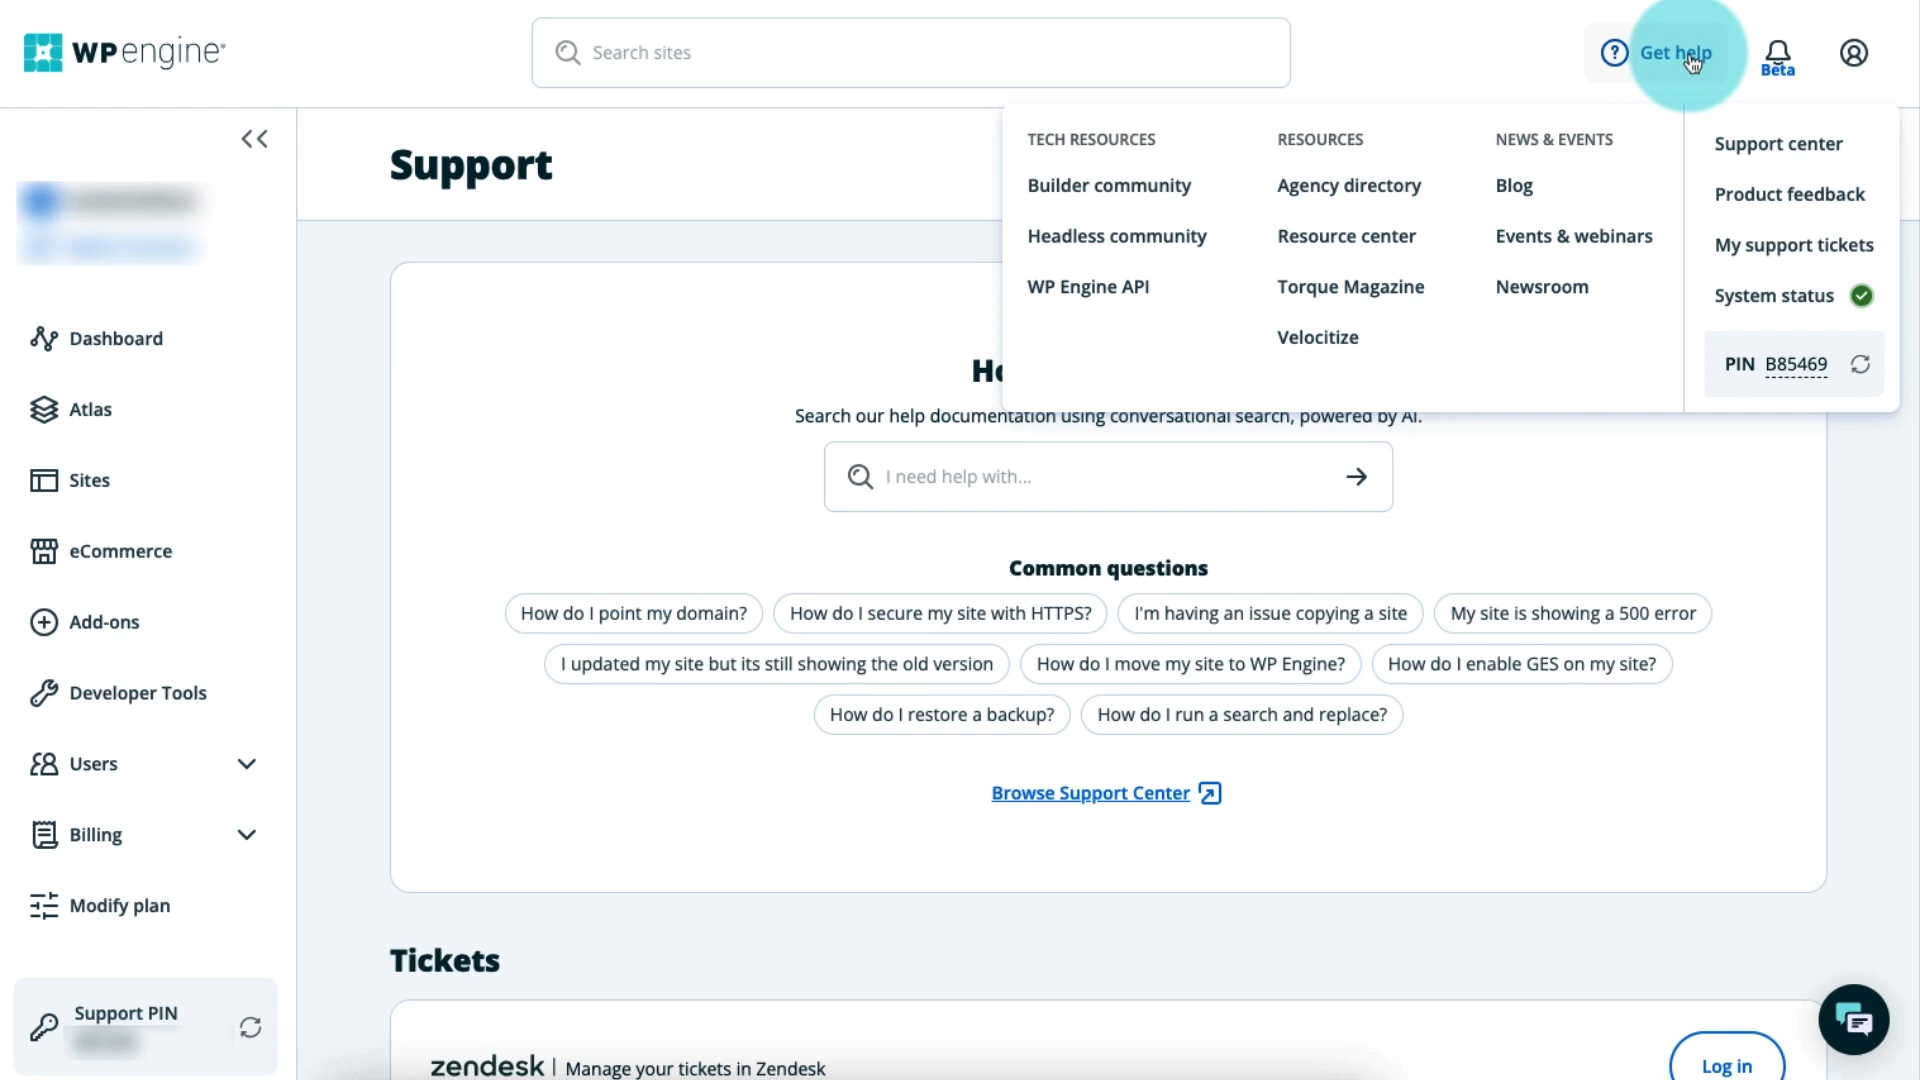 WPengine®
Search sites
Get help
Beta
TECH RESOURCES
Builder community
Headless community
WP Engine API
RESOURCES
Agency directory
Resource center
Torque Magazine
Velocitize
NEWS & EVENTS
Blog
Events & webinars
Newsroom
Support center
Product feedback
My support tickets
System status
PIN B85469
Dashboard
Atlas
Sites
eCommerce
Add-ons
Developer Tools
Users
Billing
Modify plan
Support PIN
Support
Search our help documentation using conversational search, powered by AI.
I need help with...
Common questions
How do I point my domain?
How do I secure my site with HTTPS?
I'm having an issue copying a site
My site is showing a 500 error
I updated my site but its still showing the old version
How do I move my site to WP Engine?
How do I enable GES on my site?
How do I restore a backup?
How do I run a search and replace?
Browse Support Center
Tickets
zendesk | Manage your tickets in Zendesk
Log in